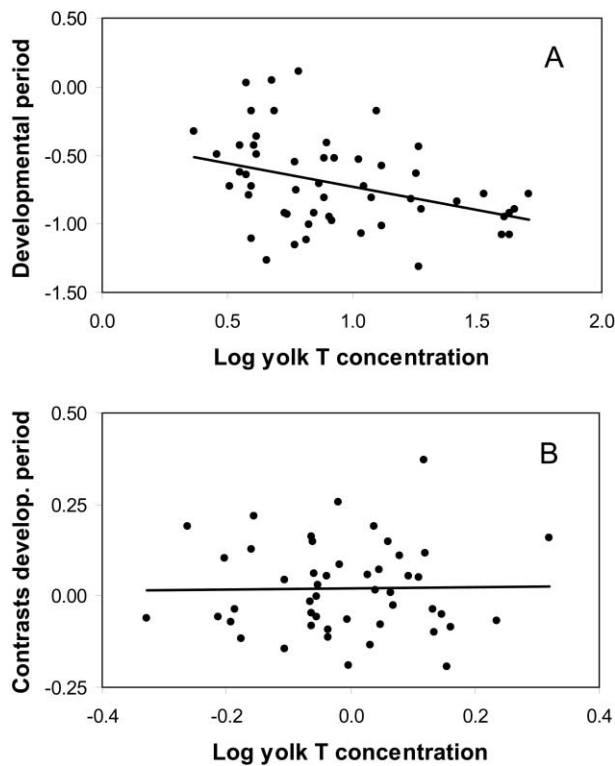 0.50
A
0.00
-0.50
-1.00
-1.50
Developmental period
0.0 0.5 1.0 1.5 2.0
Log yolk T concentration
0.50
B
0.25
0.00
-0.25
Contrasts develop. period
-0.4 -0.2 0.0 0.2 0.4
Log yolk T concentration